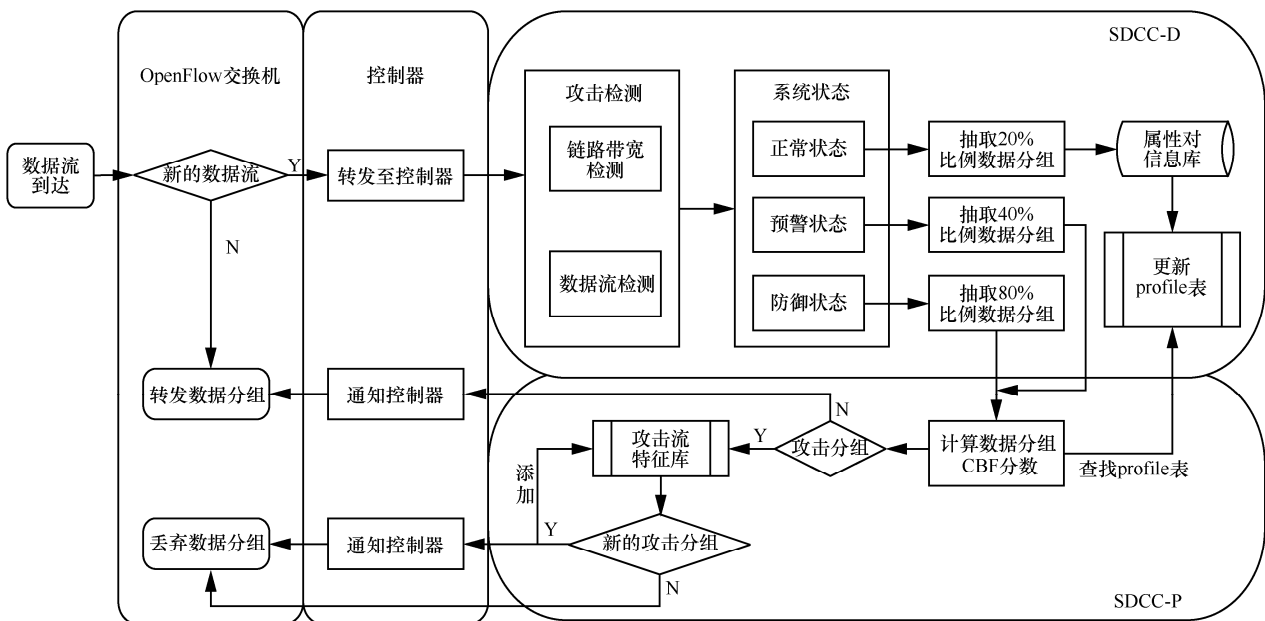 SDCC-D
OpenFlow交换机
控制器
攻击检测
系统状态
数据流
到达
新的数据流
Y
转发至控制器
链路带宽
检测
数据流检测
正常状态
抽取20%
比例数据分组
属性对
信息库
预警状态
抽取40%
比例数据分组
防御状态
抽取80%
比例数据分组
更新
profile表
N
转发数据分组
通知控制器
N
攻击流
特征库
Y
攻击分组
计算数据分组
CBF分数
查找profile表
添
加
丢弃数据分组
通知控制器
Y
新的攻击分组
N
SDCC-P